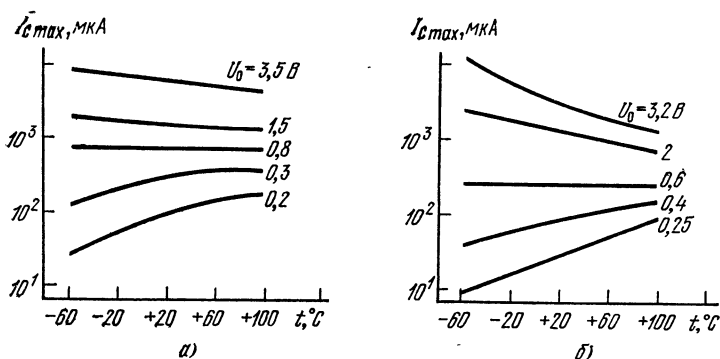 I_{c max}, мкА
U₀ = 3,5 В
1,5
0,8
0,3
0,2
10³
10²
10¹
-60 -20 +20 +60 +100 t,°C
а)
I_{c max}, мкА
U₀ = 3,2 В
2
0,6
0,4
0,25
10³
10²
10¹
-60 -20 +20 +60 +100 t,°C
б)